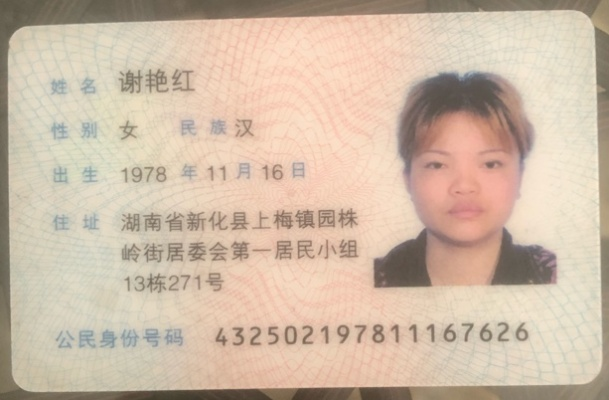 姓名 谢艳红
性别 女 民族 汉
出生 1978 年 11 月 16 日
住址 湖南省新化县上梅镇园株
岭街居委会第一居民小组
13栋271号
公民身份号码 432502197811167626